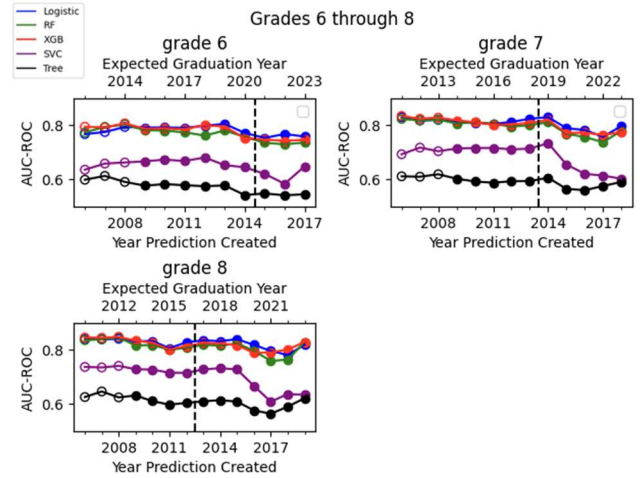 Grades 6 through 8
Logistic
RF
XGB
SVC
Tree
grade 6
Expected Graduation Year
2014 2017 2020 2023
AUC-ROC
0.8
0.6
2008 2011 2014 2017
Year Prediction Created
grade 7
Expected Graduation Year
2013 2016 2019 2022
AUC-ROC
0.8
0.6
2008 2011 2014 2017
Year Prediction Created
grade 8
Expected Graduation Year
2012 2015 2018 2021
AUC-ROC
0.8
0.6
2008 2011 2014 2017
Year Prediction Created